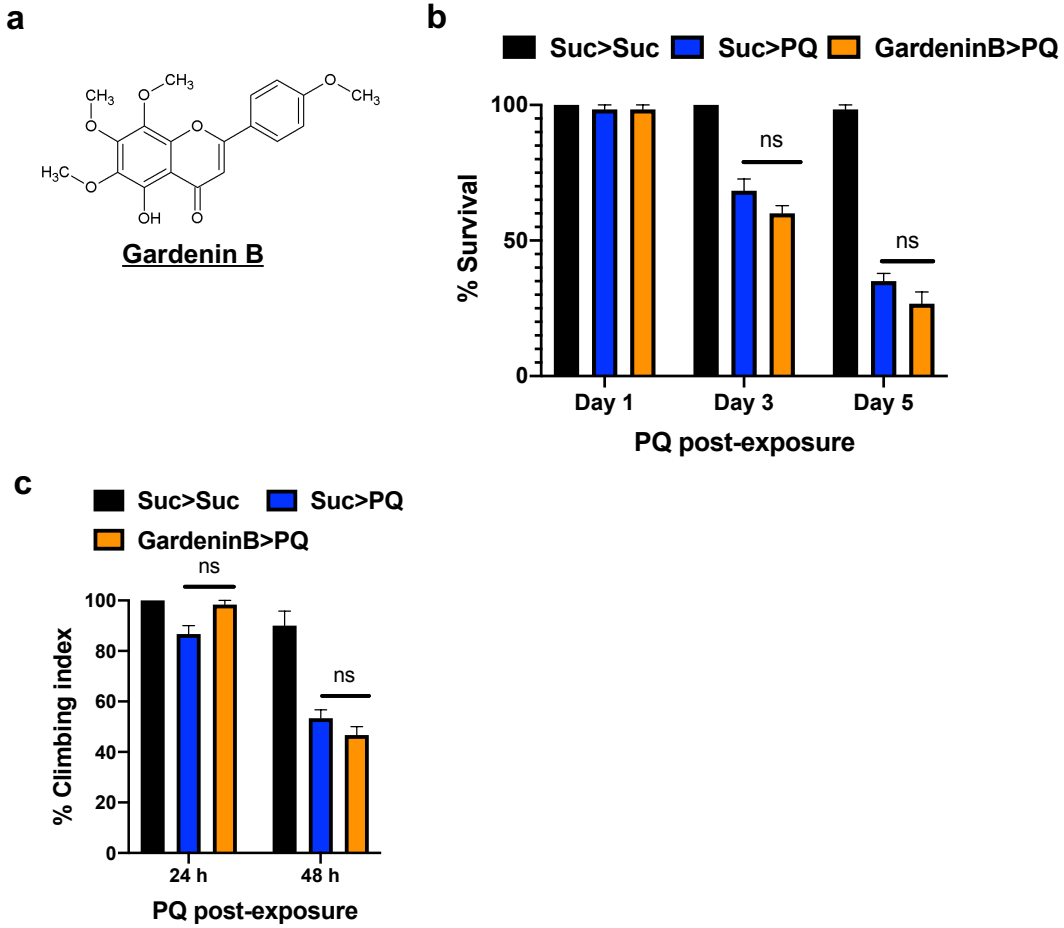 a
O
CH3
CH3
O
CH3
O
O
O
H3C
O
OH
O
Gardenin B
b
Suc>Suc Suc>PQ GardeninB>PQ
100
50
0
% Survival
ns
ns
Day 1 Day 3 Day 5
PQ post-exposure
c
Suc>Suc Suc>PQ
GardeninB>PQ
ns
100
80
60
40
20
0
% Climbing index
ns
24 h 48 h
PQ post-exposure